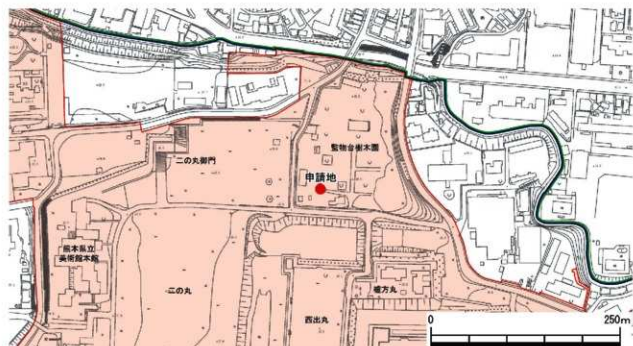 監物台樹木園
二の丸御門
申請地
熊本県立
美術館本館
二の丸
西出丸
櫨方丸
0 250m